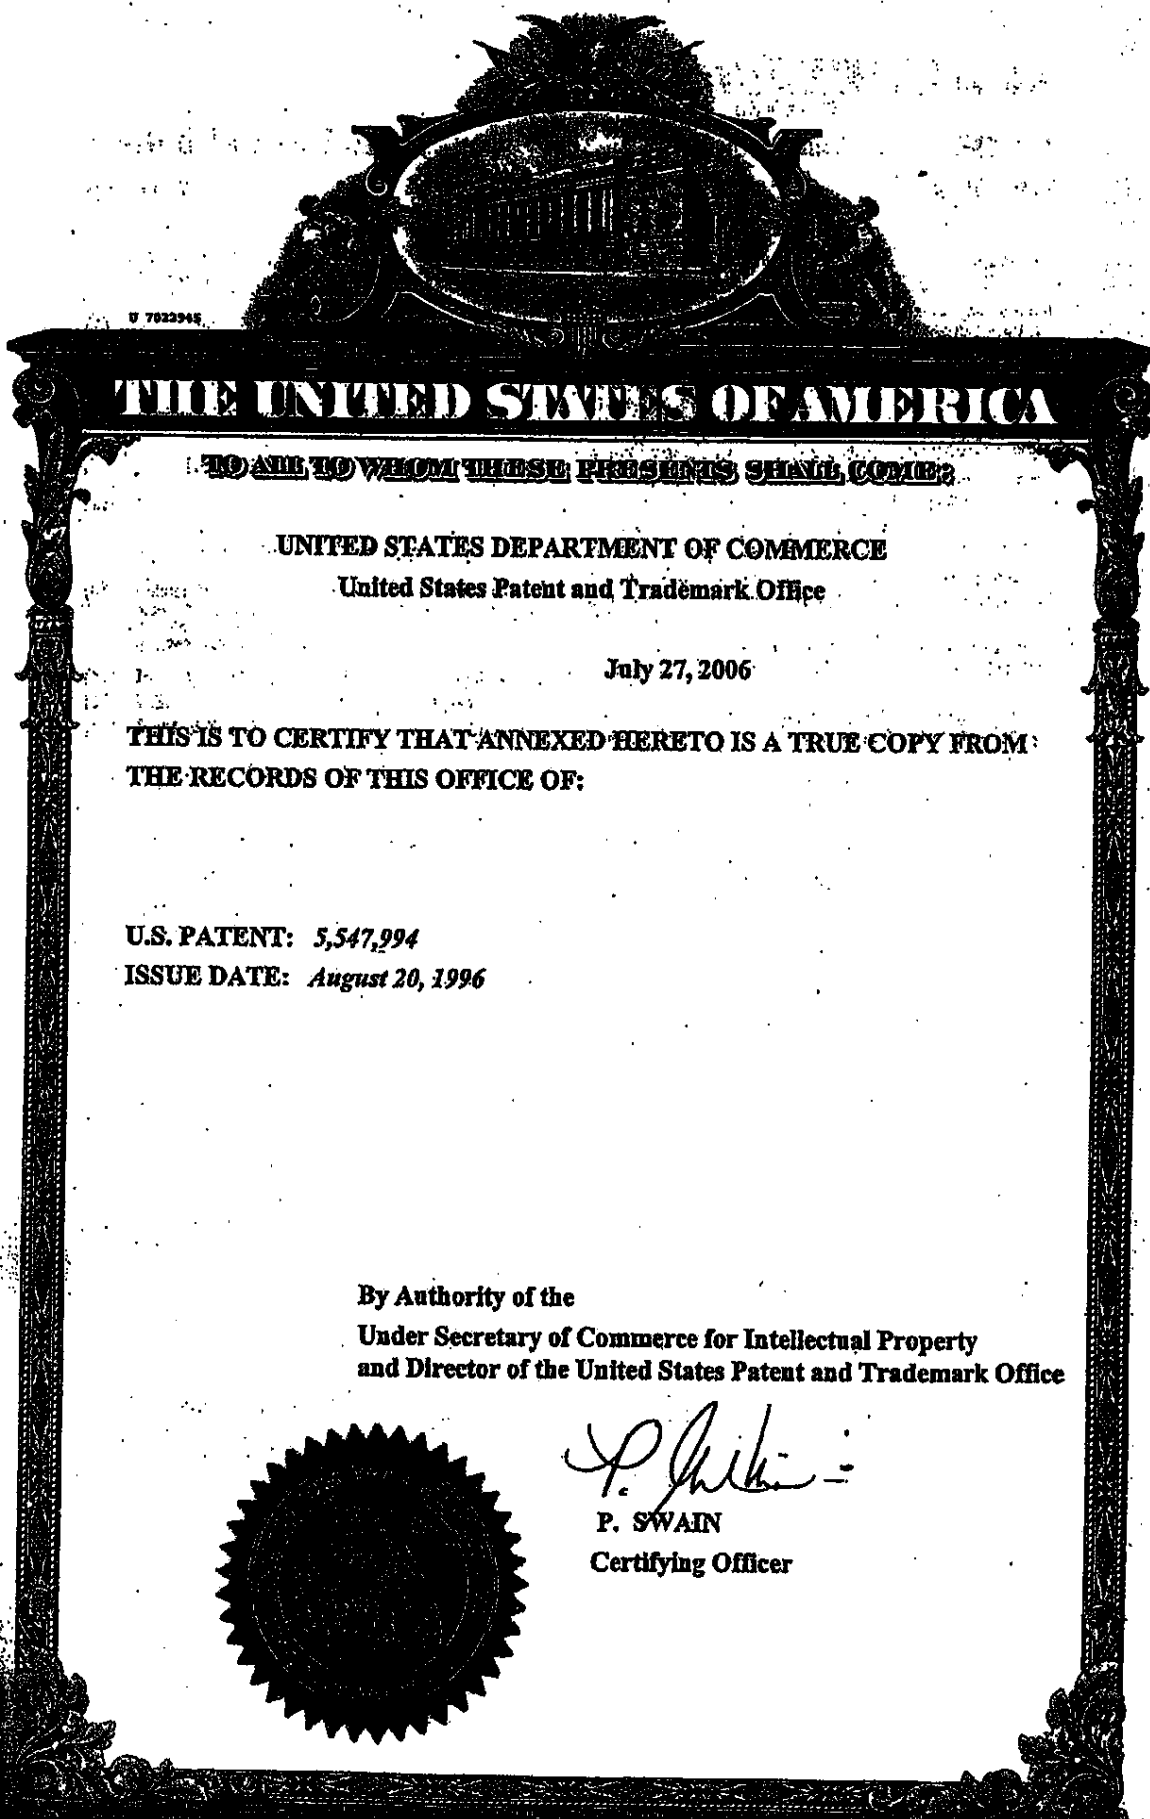 U 7022945
THE UNITED STATES OF AMERICA
TO ALL TO WHOM THESE PRESENTS SHALL COME:
UNITED STATES DEPARTMENT OF COMMERCE
United States Patent and Trademark Office
July 27, 2006
THIS IS TO CERTIFY THAT ANNEXED HERETO IS A TRUE COPY FROM
THE RECORDS OF THIS OFFICE OF:
U.S. PATENT: 5,547,994
ISSUE DATE: August 20, 1996
By Authority of the
Under Secretary of Commerce for Intellectual Property
and Director of the United States Patent and Trademark Office
P. SWAIN
Certifying Officer